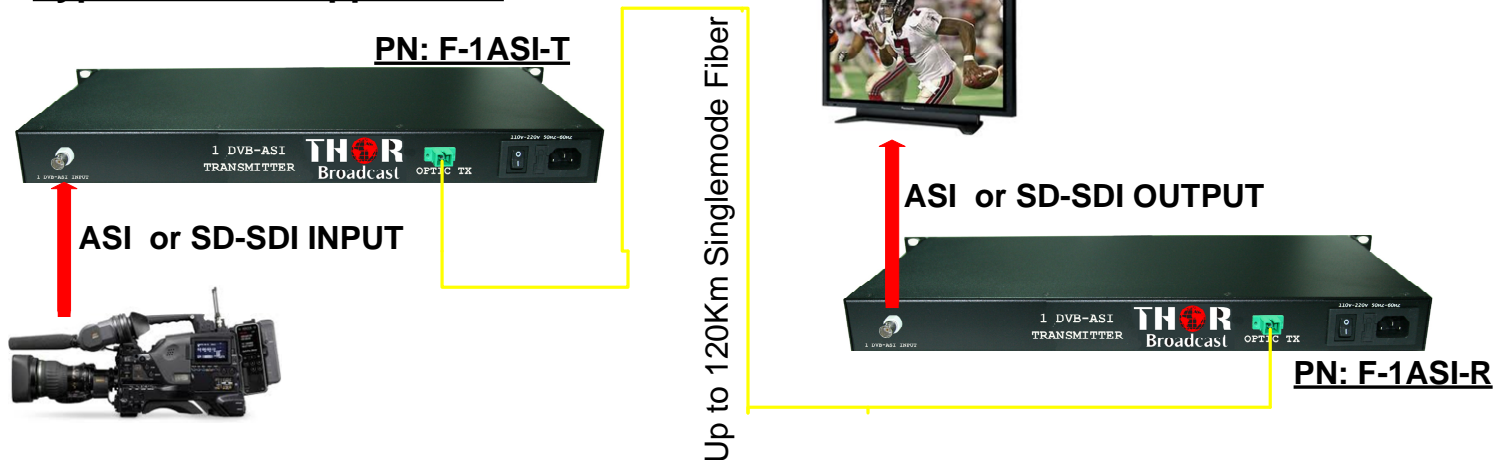 PN: F-1ASI-T
1 DVB-ASI
TRANSMITTER
THOR
Broadcast
OPTIC TX
110v-220v 50Hz-60Hz
1 DVB-ASI INPUT
ASI or SD-SDI INPUT
Up to 120Km Singlemode Fiber
ASI or SD-SDI OUTPUT
1 DVB-ASI
TRANSMITTER
THOR
Broadcast
OPTIC TX
110v-220v 50Hz-60Hz
1 DVB-ASI INPUT
PN: F-1ASI-R